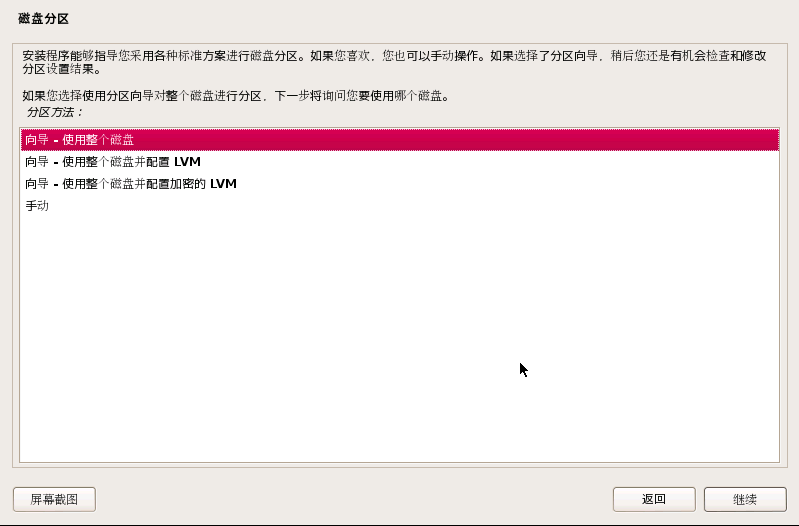 磁盘分区
安装程序能够指导您采用各种标准方案进行磁盘分区。如果您喜欢，您也可以手动操作。如果选择了分区向导，稍后您还是有机会检查和修改
分区设置结果。
如果您选择使用分区向导对整个磁盘进行分区，下一步将询问您要使用哪个磁盘。
分区方法：
向导 - 使用整个磁盘
向导 - 使用整个磁盘并配置 LVM
向导 - 使用整个磁盘并配置加密的 LVM
手动
屏幕截图 返回 继续